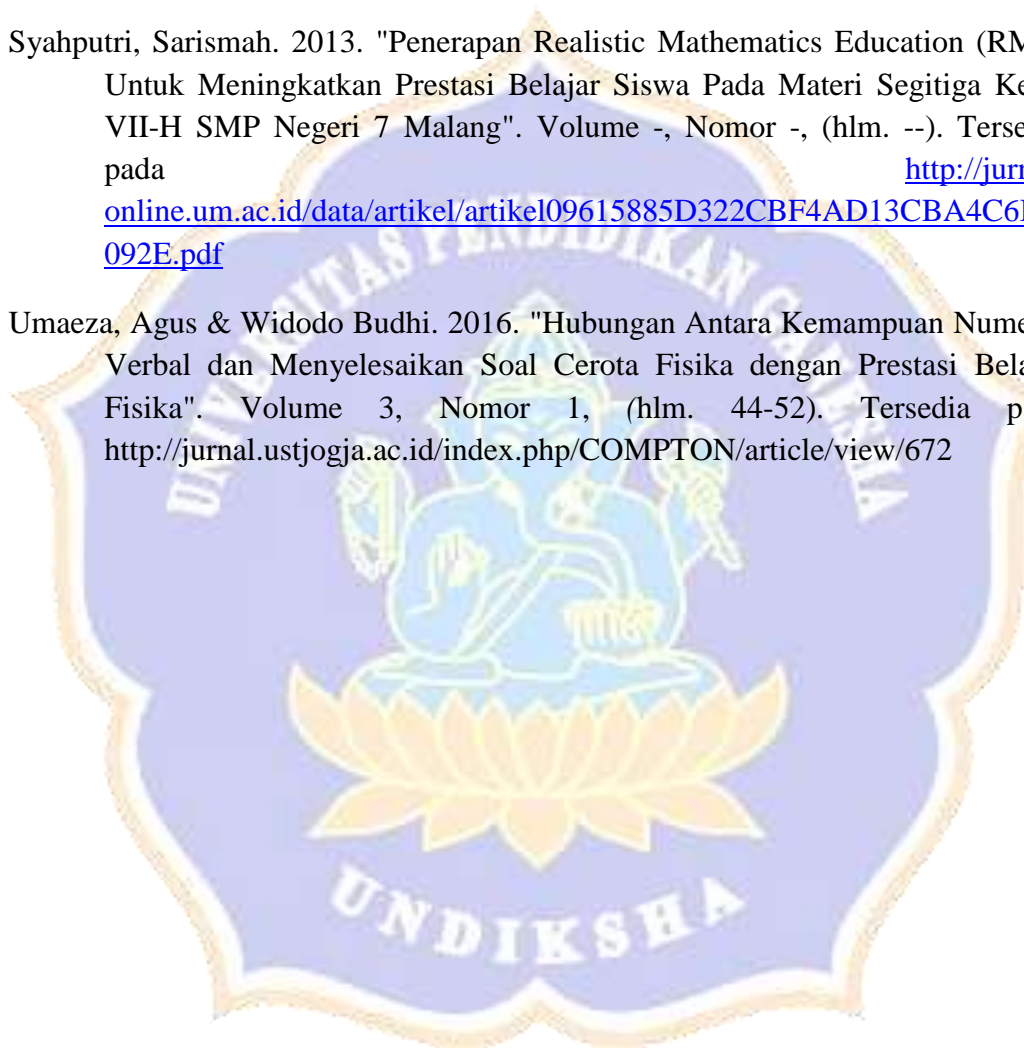 Syahputri, Sarismah. 2013. "Penerapan Realistic Mathematics Education (RM
Untuk Meningkatkan Prestasi Belajar Siswa Pada Materi Segitiga Ke
VII-H SMP Negeri 7 Malang". Volume -, Nomor -, (hlm. --). Terse
pada http://jurn
online.um.ac.id/data/artikel/artikel09615885D322CBF4AD13CBA4C6
092E.pdf
Umaeza, Agus & Widodo Budhi. 2016. "Hubungan Antara Kemampuan Nume
Verbal dan Menyelesaikan Soal Cerota Fisika dengan Prestasi Bela
Fisika". Volume 3, Nomor 1, (hlm. 44-52). Tersedia p
http://jurnal.ustjogja.ac.id/index.php/COMPTON/article/view/672
UNIVERSITAS PENDIDIKAN GANESHA
UNDIKSHA